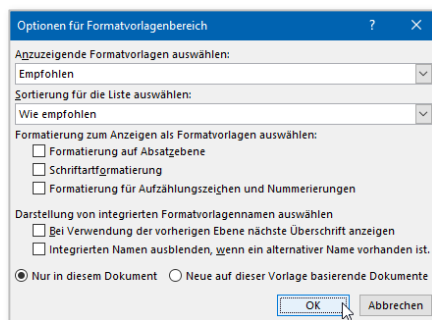 Optionen für Formatvorlagenbereich
Anzuzeigende Formatvorlagen auswählen:
Empfohlen
Sortierung für die Liste auswählen:
Wie empfohlen
Formatierung zum Anzeigen als Formatvorlagen auswählen:
Formatierung auf Absatzebene
Schriftartformatierung
Formatierung für Aufzählungszeichen und Nummerierungen
Darstellung von integrierten Formatvorlagennamen auswählen
Bei Verwendung der vorherigen Ebene nächste Überschrift anzeigen
Integrierten Namen ausblenden, wenn ein alternativer Name vorhanden ist.
Nur in diesem Dokument Neue auf dieser Vorlage basierende Dokumente
OK Abbrechen